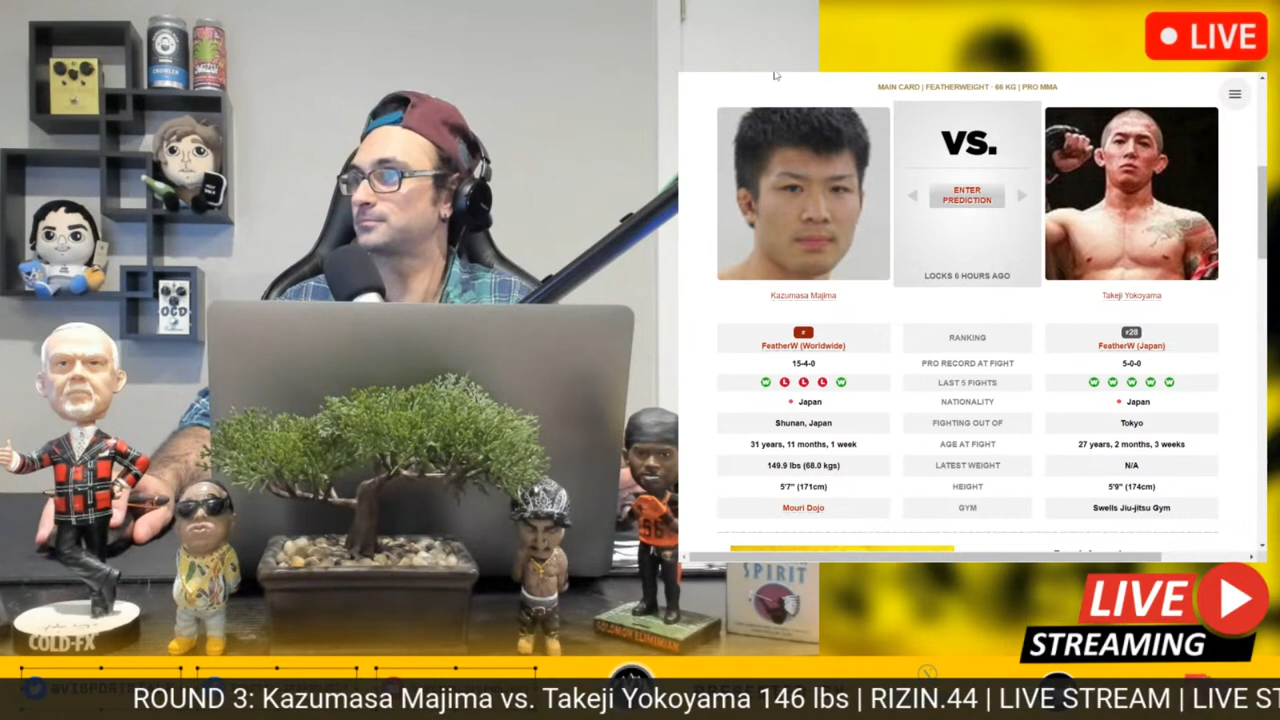 LIVE
MAIN CARD | FEATHERWEIGHT · 66 KG | PRO MMA
VS.
ENTER
PREDICTION
LOCKS 6 HOURS AGO
Kazumasa Majima
Takeji Yokoyama
FeatherW (Worldwide)
RANKING
#28
FeatherW (Japan)
15-4-0
PRO RECORD AT FIGHT
5-0-0
W L L L W
LAST 5 FIGHTS
W W W W W
Japan
NATIONALITY
Japan
Shunan, Japan
FIGHTING OUT OF
Tokyo
31 years, 11 months, 1 week
AGE AT FIGHT
27 years, 2 months, 3 weeks
149.9 lbs (68.0 kgs)
LATEST WEIGHT
N/A
5'7" (171cm)
HEIGHT
5'9" (174cm)
Mouri Dojo
GYM
Swells Jiu-jitsu Gym
OCD
COLD-FX
SOLOMON ELIMIMIAN
SPIRIT
LIVE
STREAMING
ROUND 3: Kazumasa Majima vs. Takeji Yokoyama 146 lbs | RIZIN.44 | LIVE STREAM | LIVE ST